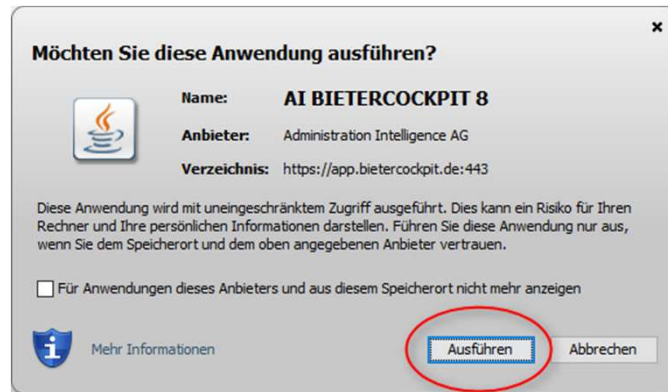 Möchten Sie diese Anwendung ausführen?
Name: AI BIETERCOCKPIT 8
Anbieter: Administration Intelligence AG
Verzeichnis: https://app.bietercockpit.de:443
Diese Anwendung wird mit uneingeschränktem Zugriff ausgeführt. Dies kann ein Risiko für Ihren
Rechner und Ihre persönlichen Informationen darstellen. Führen Sie diese Anwendung nur aus,
wenn Sie dem Speicherort und dem oben angegebenen Anbieter vertrauen.
Für Anwendungen dieses Anbieters und aus diesem Speicherort nicht mehr anzeigen
Mehr Informationen
Ausführen
Abbrechen